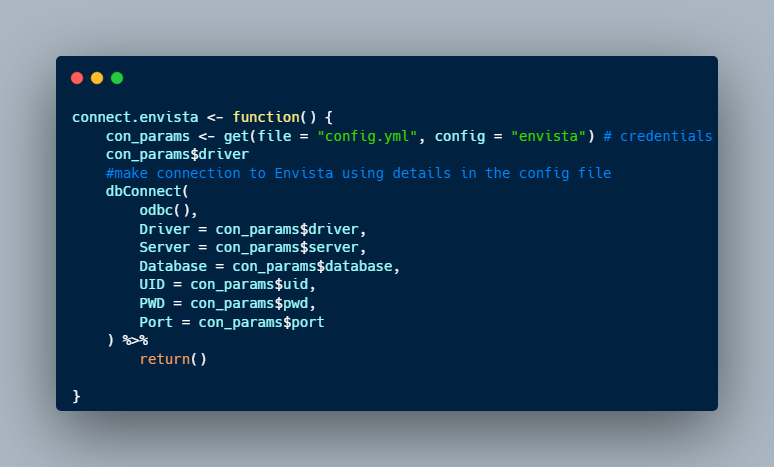 connect.envista <- function() {
    con_params <- get(file = "config.yml", config = "envista") # credentials
    con_params$driver
    #make connection to Envista using details in the config file
    dbConnect(
        odbc(),
        Driver = con_params$driver,
        Server = con_params$server,
        Database = con_params$database,
        UID = con_params$uid,
        PWD = con_params$pwd,
        Port = con_params$port
    ) %>%
        return()
}